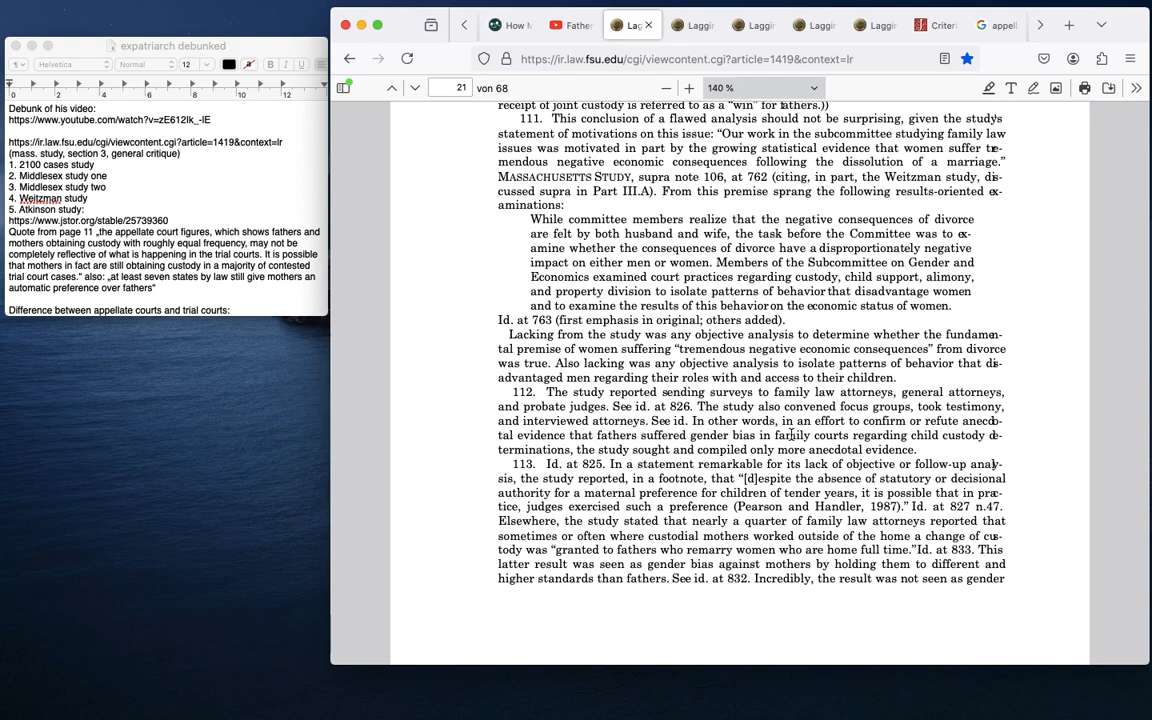 expatriarch debunked
Helvetica
Normal
12
B I U
0 2 4 6 8 10 12
Debunk of his video:
https://www.youtube.com/watch?v=zE612Ik_-lE
https://ir.law.fsu.edu/cgi/viewcontent.cgi?article=1419&context=lr
(mass. study, section 3, general critique)
1. 2100 cases study
2. Middlesex study one
3. Middlesex study two
4. Weitzman study
5. Atkinson study:
https://www.jstor.org/stable/25739360
Quote from page 11 „the appellate court figures, which shows fathers and
mothers obtaining custody with roughly equal frequency, may not be
completely reflective of what is happening in the trial courts. It is possible
that mothers in fact are still obtaining custody in a majority of contested
trial court cases.“ also: „at least seven states by law still give mothers an
automatic preference over fathers“
Difference between appellate courts and trial courts:
How M
Father
Lag
Laggir
Laggir
Laggir
Laggir
Criter
appell
https://ir.law.fsu.edu/cgi/viewcontent.cgi?article=1419&context=lr
21 von 68
140 %
receipt of joint custody is referred to as a “win” for fathers.))
111. This conclusion of a flawed analysis should not be surprising, given the study's
statement of motivations on this issue: “Our work in the subcommittee studying family law
issues was motivated in part by the growing statistical evidence that women suffer tre-
mendous negative economic consequences following the dissolution of a marriage.”
MASSACHUSETTS STUDY, supra note 106, at 762 (citing, in part, the Weitzman study, dis-
cussed supra in Part III.A). From this premise sprang the following results-oriented ex-
aminations:
While committee members realize that the negative consequences of divorce
are felt by both husband and wife, the task before the Committee was to ex-
amine whether the consequences of divorce have a disproportionately negative
impact on either men or women. Members of the Subcommittee on Gender and
Economics examined court practices regarding custody, child support, alimony,
and property division to isolate patterns of behavior that disadvantage women
and to examine the results of this behavior on the economic status of women.
Id. at 763 (first emphasis in original; others added).
Lacking from the study was any objective analysis to determine whether the fundamen-
tal premise of women suffering “tremendous negative economic consequences” from divorce
was true. Also lacking was any objective analysis to isolate patterns of behavior that dis-
advantaged men regarding their roles with and access to their children.
112. The study reported sending surveys to family law attorneys, general attorneys,
and probate judges. See id. at 826. The study also convened focus groups, took testimony,
and interviewed attorneys. See id. In other words, in an effort to confirm or refute anecdo-
tal evidence that fathers suffered gender bias in family courts regarding child custody de-
terminations, the study sought and compiled only more anecdotal evidence.
113. Id. at 825. In a statement remarkable for its lack of objective or follow-up analy-
sis, the study reported, in a footnote, that “[d]espite the absence of statutory or decisional
authority for a maternal preference for children of tender years, it is possible that in prac-
tice, judges exercised such a preference (Pearson and Handler, 1987).” Id. at 827 n.47.
Elsewhere, the study stated that nearly a quarter of family law attorneys reported that
sometimes or often where custodial mothers worked outside of the home a change of cus-
tody was “granted to fathers who remarry women who are home full time.” Id. at 833. This
latter result was seen as gender bias against mothers by holding them to different and
higher standards than fathers. See id. at 832. Incredibly, the result was not seen as gender